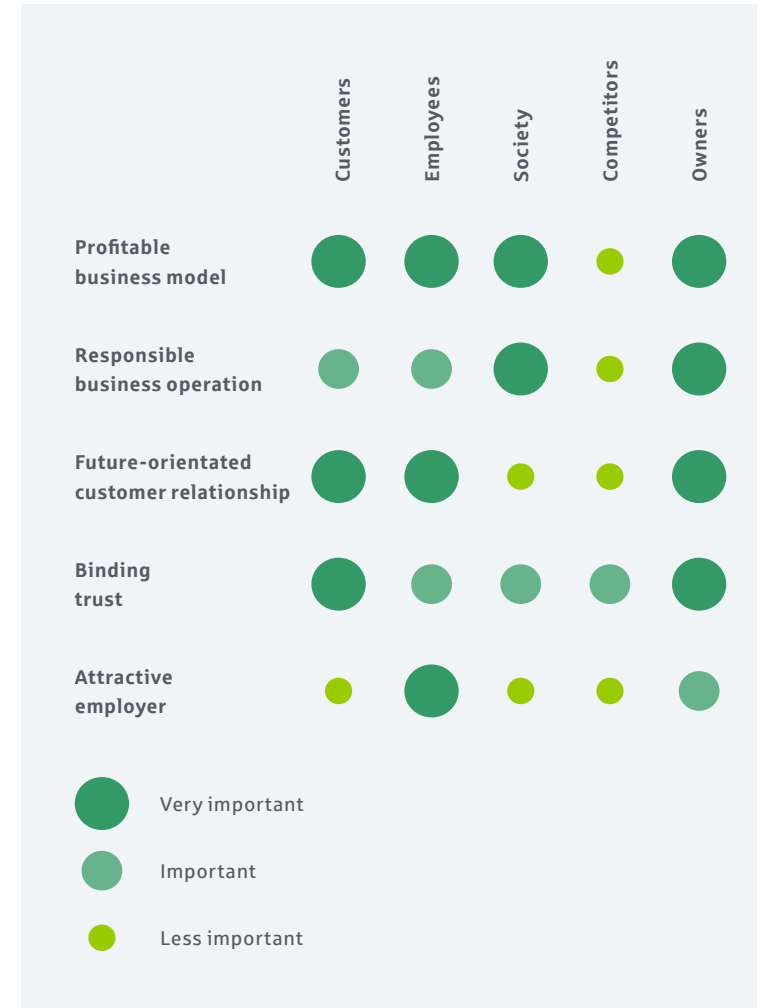 Customers
Employees
Society
Competitors
Owners
Profitable
business model
Responsible
business operation
Future-orientated
customer relationship
Binding
trust
Attractive
employer
Very important
Important
Less important